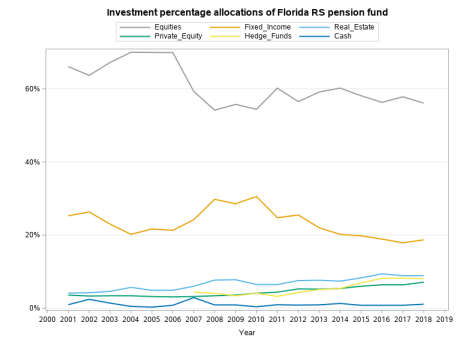 Investment percentage allocations of Florida RS pension fund
Equities Fixed_Income Real_Estate
Private_Equity Hedge_Funds Cash
60%
40%
20%
0%
2000 2001 2002 2003 2004 2005 2006 2007 2008 2009 2010 2011 2012 2013 2014 2015 2016 2017 2018 2019
Year